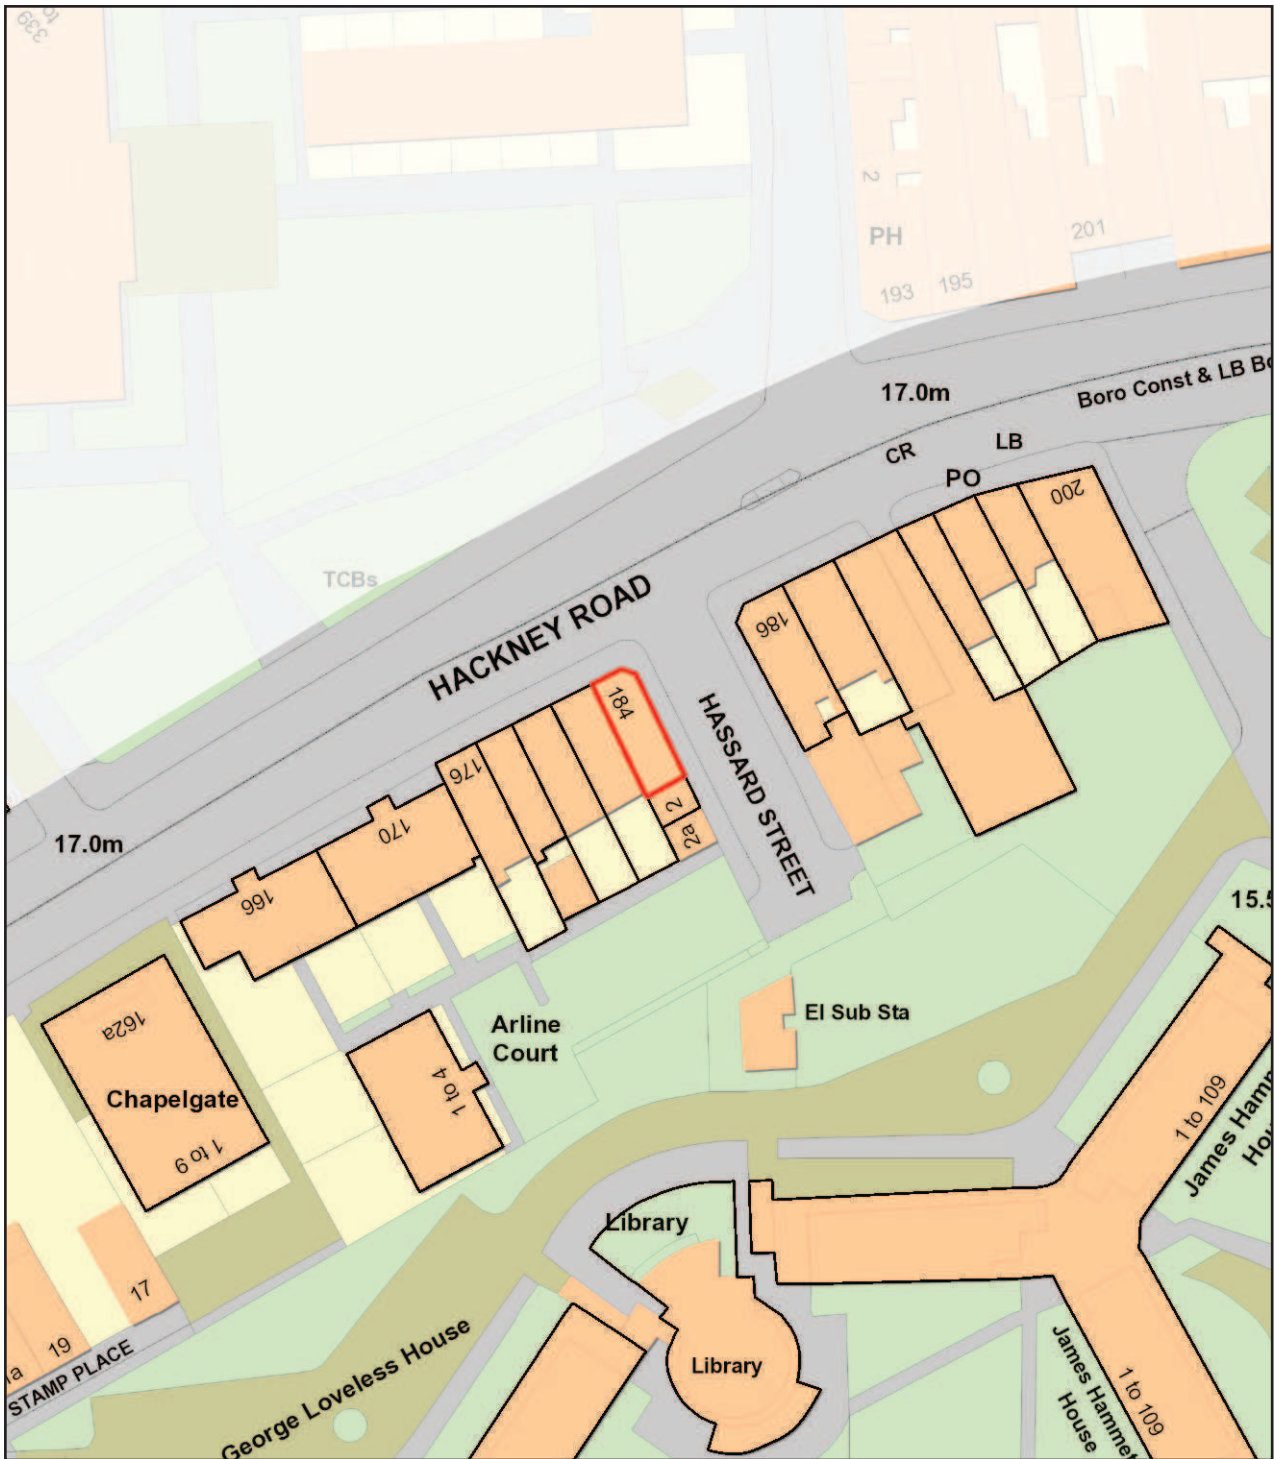 339
to
2
PH
201
193
195
17.0m
Boro Const & LB Bo
CR
LB
PO
200
TCBs
HACKNEY ROAD
186
184
HASSARD STREET
176
2
2a
170
17.0m
166
15.5
162a
Arline
Court
El Sub Sta
Chapelgate
1 to 4
1 to 9
1 to 109
James Hamm
Hou
Library
17
19
1a
STAMP PLACE
George Loveless House
Library
James Hammet
House
1 to 109